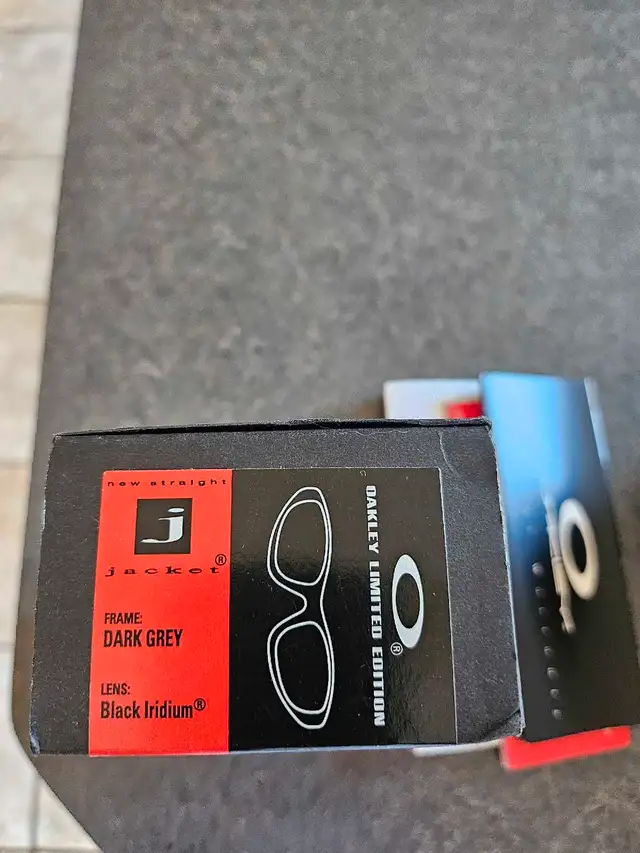 new straight
j
jacket®
FRAME:
DARK GREY
LENS:
Black Iridium®
OAKLEY LIMITED EDITION
®